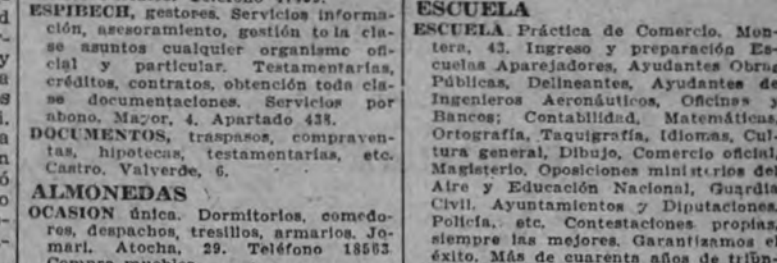 ESPIBECH, gestores. Servicios informa-
ción, asesoramiento, gestión toda cla-
se asuntos cualquier organismo ofi-
cial y particular. Testamentarías,
créditos, contratos, obtención toda cla-
se documentaciones. Servicios por
abono. Mayor, 4. Apartado 438.
DOCUMENTOS, traspasos, compraven-
tas, hipotecas, testamentarías, etc.
Castro. Valverde, 6.
ALMONEDAS
OCASION única. Dormitorios, comedo-
res, despachos, tresillos, armarios. Jo-
mari. Atocha, 29. Teléfono 18563
ESCUELA
ESCUELA Práctica de Comercio. Mon-
tera, 43. Ingreso y preparación Es-
cuelas Aparejadores, Ayudantes Obras
Públicas, Delineantes, Ayudantes de
Ingenieros Aeronáuticos, Oficinas y
Bancos; Contabilidad, Matemáticas,
Ortografía, Taquigrafía, Idiomas, Cul-
tura general, Dibujo, Comercio oficial,
Magisterio, Oposiciones ministerios del
Aire y Educación Nacional, Guardia
Civil. Ayuntamientos y Diputaciones,
Policía, etc. Contestaciones propias,
siempre las mejores. Garantizamos el
éxito. Más de cuarenta años de triun-